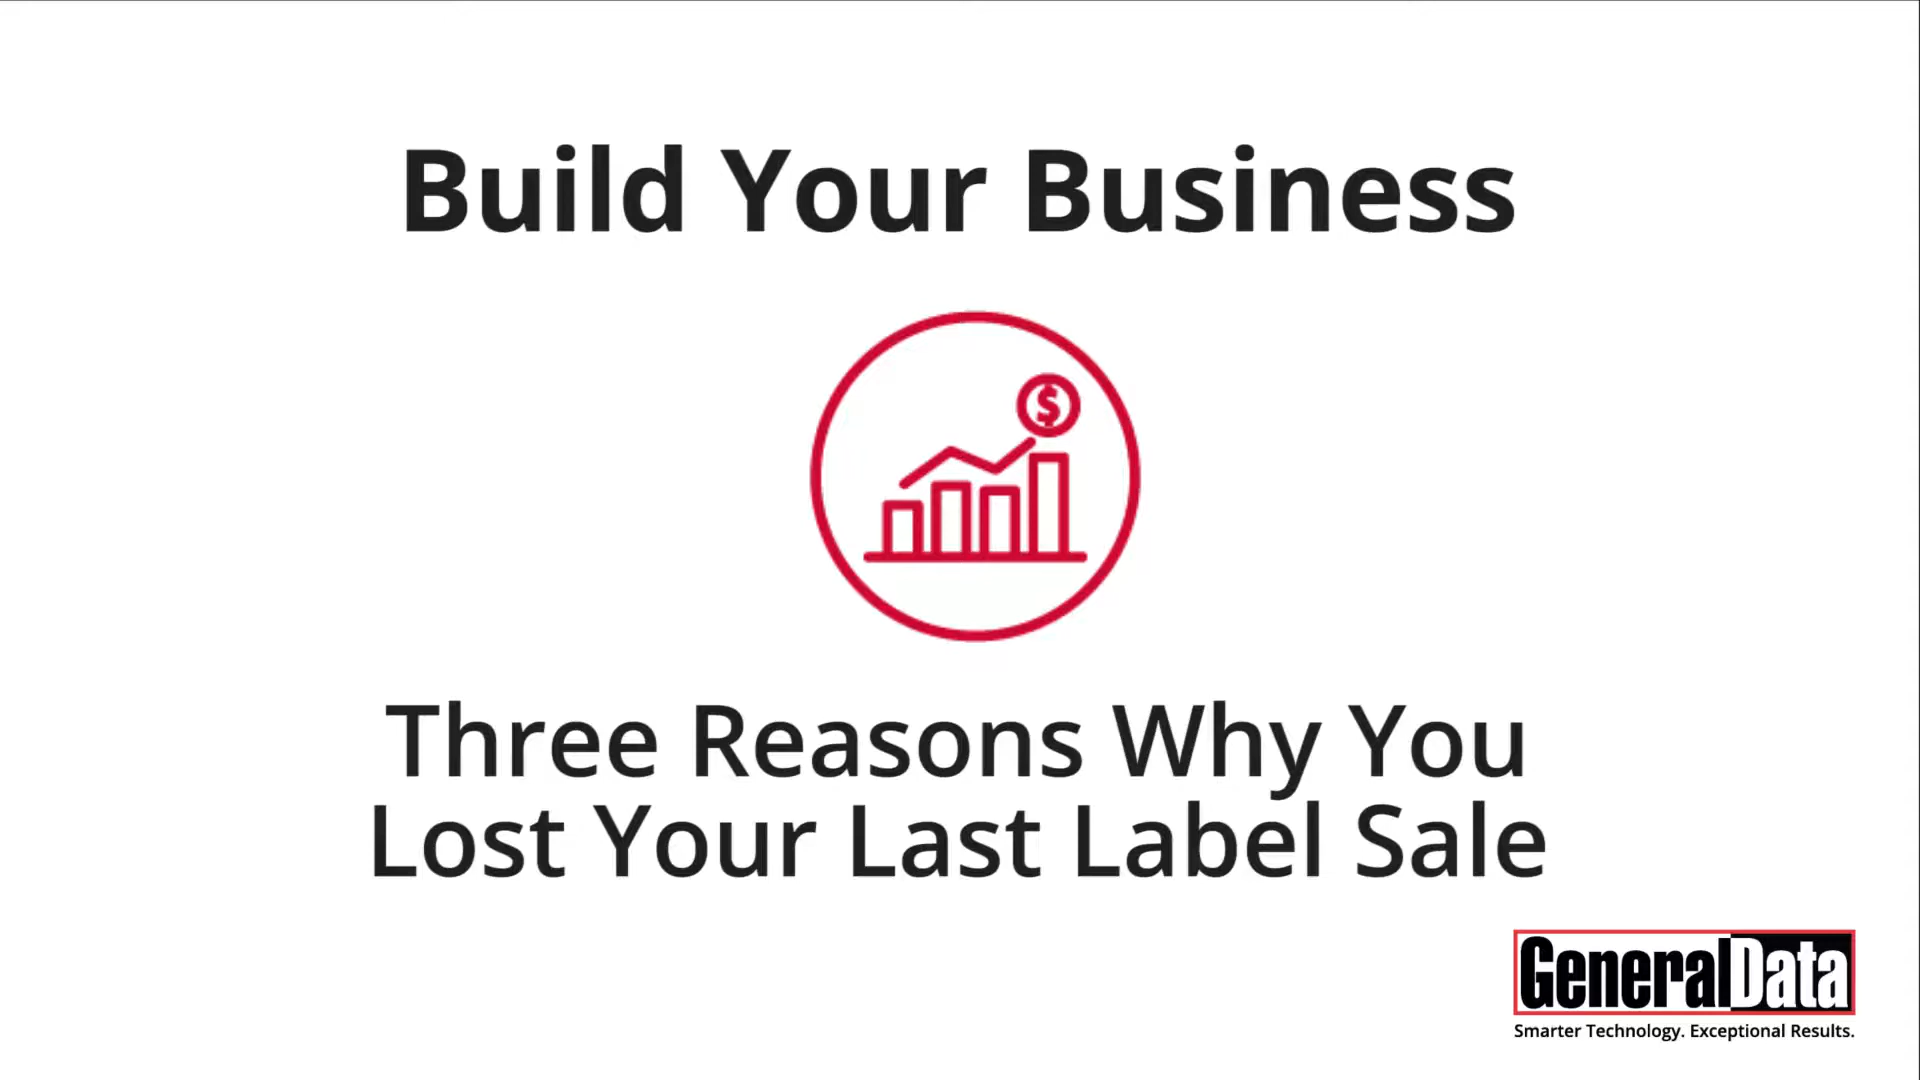 Build Your Business
$
Three Reasons Why You
Lost Your Last Label Sale
GeneralData
Smarter Technology. Exceptional Results.